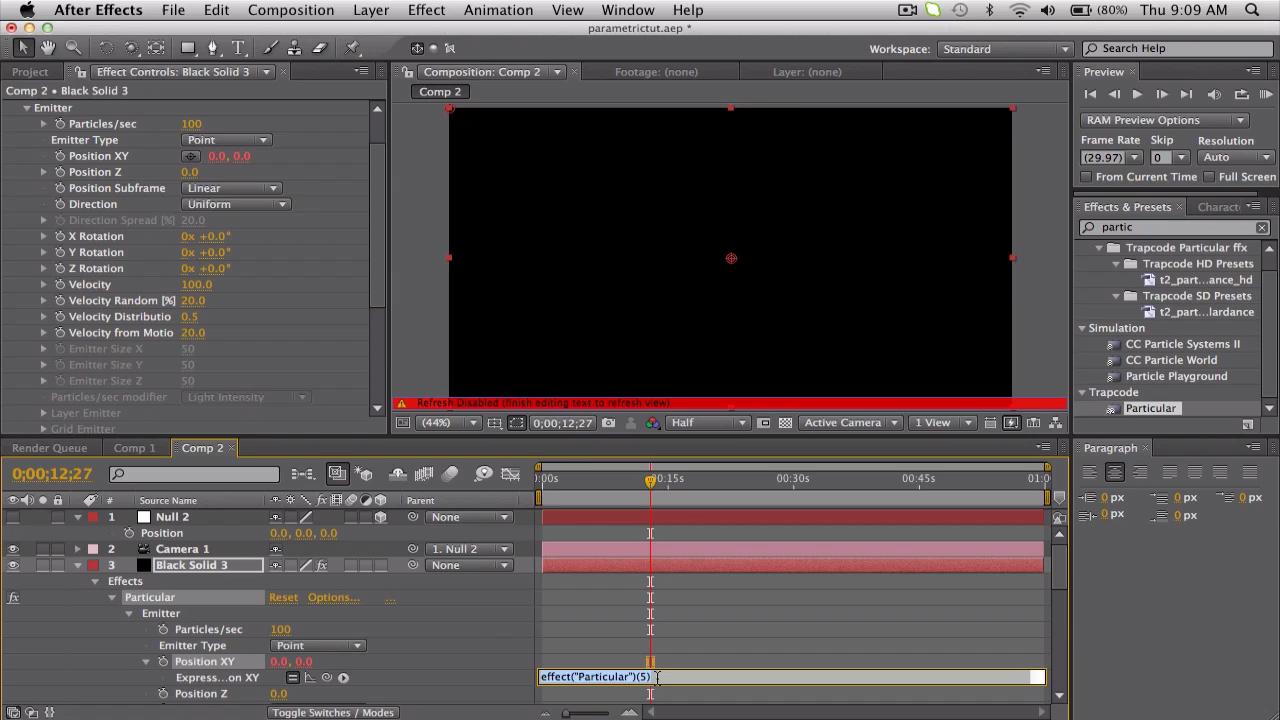 After Effects File Edit Composition Layer Effect Animation View Window Help (80%) Thu 9:09 AM
parametrictut.aep *
Workspace: Standard Search Help
Project Effect Controls: Black Solid 3 Composition: Comp 2 Footage: (none) Layer: (none) Preview
Comp 2 • Black Solid 3
Comp 2
Emitter
Particles/sec 100
Emitter Type Point
Position XY 0.0, 0.0
Position Z 0.0
Position Subframe Linear
Direction Uniform
Direction Spread [%] 20.0
X Rotation 0x +0.0°
Y Rotation 0x +0.0°
Z Rotation 0x +0.0°
Velocity 100.0
Velocity Random [%] 20.0
Velocity Distributio 0.5
Velocity from Motio 20.0
Emitter Size X 50
Emitter Size Y 50
Emitter Size Z 50
Particles/sec modifier Light Intensity
Layer Emitter
Grid Emitter
Refresh Disabled (finish editing text to refresh view)
(44%) 0;00;12;27 Half Active Camera 1 View
RAM Preview Options
Frame Rate Skip Resolution
(29.97) 0 Auto
From Current Time Full Screen
Effects & Presets Charact
partic
Trapcode Particular ffx
Trapcode HD Presets
t2_part...ance_hd
Trapcode SD Presets
t2_part...lardance
Simulation
CC Particle Systems II
CC Particle World
Particle Playground
Trapcode
Particular
Render Queue Comp 1 Comp 2
0;00;12;27
:00s 0:15s 00:30s 00:45s 01:0
# Source Name Parent
1 Null 2 None
Position 0.0, 0.0, 0.0
2 Camera 1 1. Null 2
3 Black Solid 3 None
Effects
Particular Reset Options... ...
Emitter
Particles/sec 100
Emitter Type Point
Position XY 0.0, 0.0
Express...on XY effect("Particular")(5)
Position Z 0.0
Toggle Switches / Modes
Paragraph
0 px 0 px 0 px
0 px 0 px